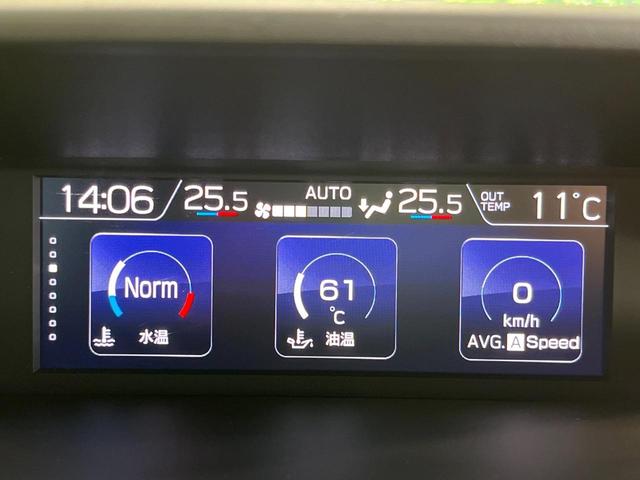 14:06 25.5 AUTO 25.5 OUT TEMP 11°C
Norm
水温
61
°C
油温
0
km/h
AVG. A Speed